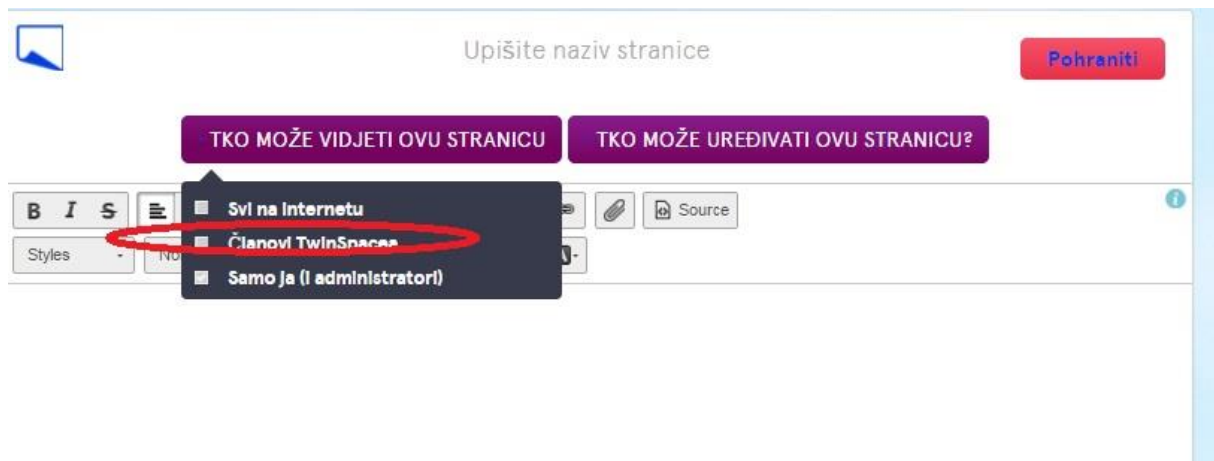 Upišite naziv stranice
Pohraniti
TKO MOŽE VIDJETI OVU STRANICU
TKO MOŽE UREĐIVATI OVU STRANICU?
B I S
Svi na internetu
Source
Članovi TwinSpacea
Styles
No
A
Samo ja (i administratori)